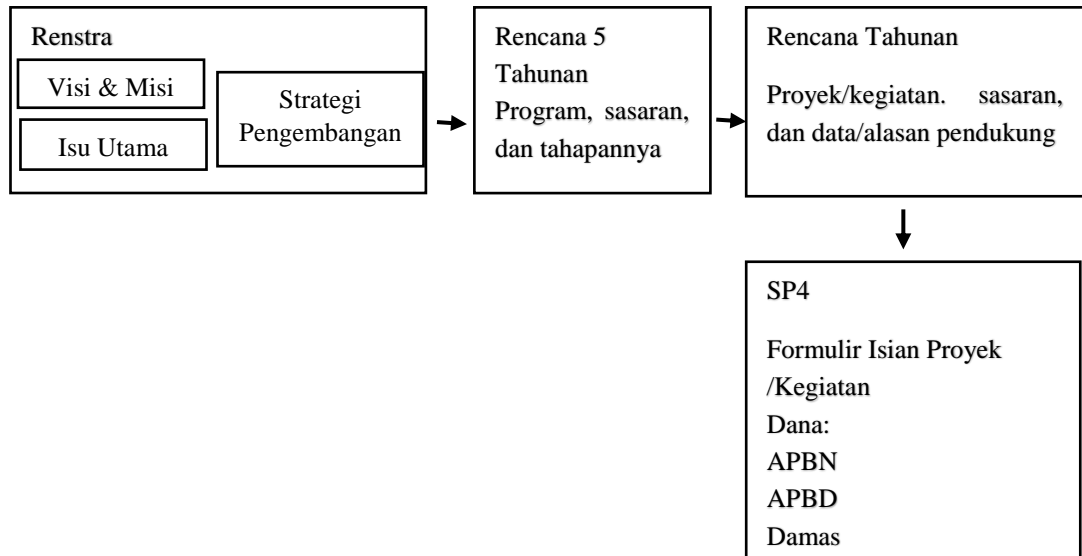 Renstra
Visi & Misi
Isu Utama
Strategi
Pengembangan
Rencana 5
Tahunan
Program, sasaran,
dan tahapannya
Rencana Tahunan
Proyek/kegiatan. sasaran,
dan data/alasan pendukung
SP4
Formulir Isian Proyek
/Kegiatan
Dana:
APBN
APBD
Damas